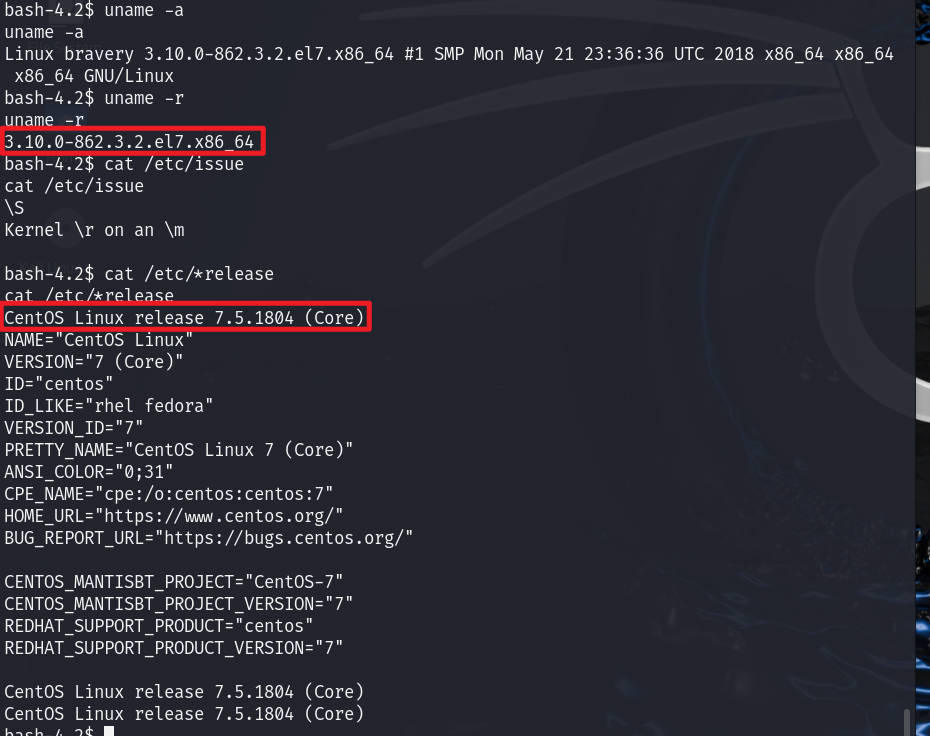 bash-4.2$ uname -a
uname -a
Linux bravery 3.10.0-862.3.2.el7.x86_64 #1 SMP Mon May 21 23:36:36 UTC 2018 x86_64 x86_64
 x86_64 GNU/Linux
bash-4.2$ uname -r
uname -r
3.10.0-862.3.2.el7.x86_64
bash-4.2$ cat /etc/issue
cat /etc/issue
\S
Kernel \r on an \m
bash-4.2$ cat /etc/*release
cat /etc/*release
CentOS Linux release 7.5.1804 (Core)
NAME="CentOS Linux"
VERSION="7 (Core)"
ID="centos"
ID_LIKE="rhel fedora"
VERSION_ID="7"
PRETTY_NAME="CentOS Linux 7 (Core)"
ANSI_COLOR="0;31"
CPE_NAME="cpe:/o:centos:centos:7"
HOME_URL="https://www.centos.org/"
BUG_REPORT_URL="https://bugs.centos.org/"
CENTOS_MANTISBT_PROJECT="CentOS-7"
CENTOS_MANTISBT_PROJECT_VERSION="7"
REDHAT_SUPPORT_PRODUCT="centos"
REDHAT_SUPPORT_PRODUCT_VERSION="7"
CentOS Linux release 7.5.1804 (Core)
CentOS Linux release 7.5.1804 (Core)
bash-4.2$